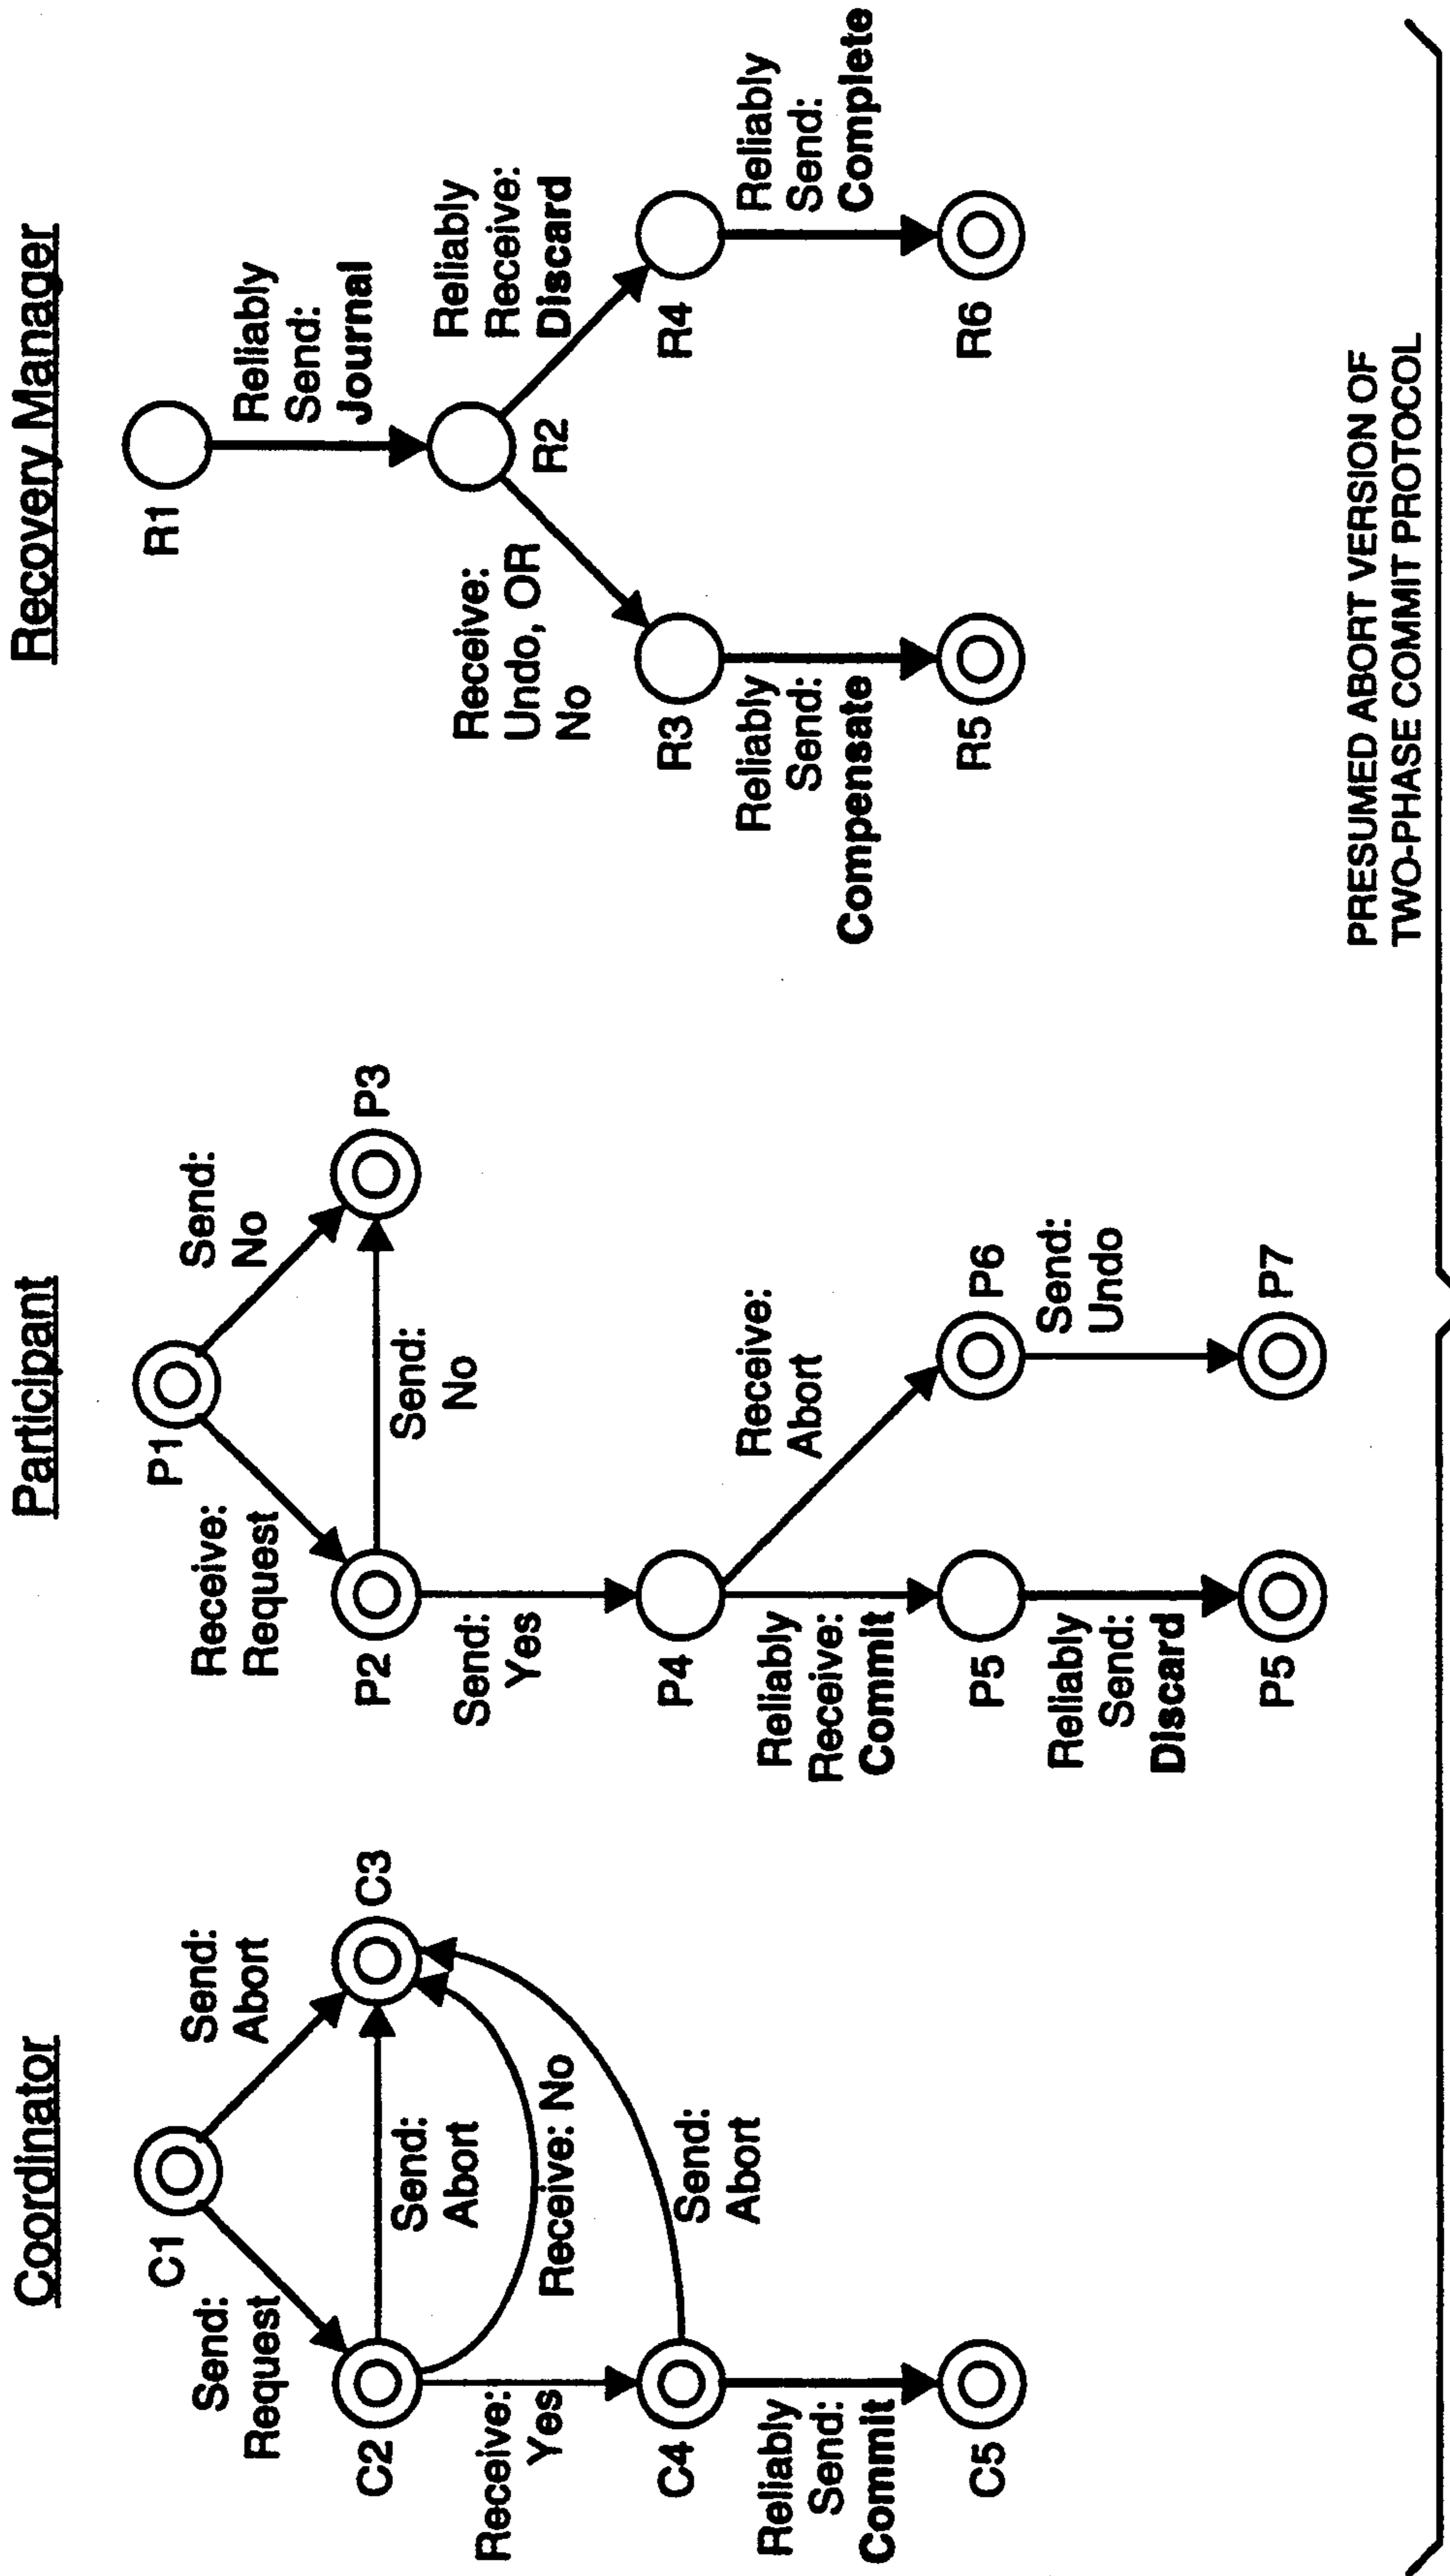 Coordinator
C1
Send:
Request
Send:
Abort
C2
C3
Send:
Abort
Receive: No
Receive:
Yes
Send:
Abort
C4
Reliably
Send:
Commit
C5
Participant
P1
Receive:
Request
Send:
No
P2
P3
Send:
No
Send:
Yes
P4
Receive:
Abort
Reliably
Receive:
Commit
P5
P6
Reliably
Send:
Discard
Send:
Undo
P5
P7
Recovery Manager
R1
Reliably
Send:
Journal
R2
Receive:
Undo, OR
No
Reliably
Receive:
Discard
R3
R4
Reliably
Send:
Compensate
Reliably
Send:
Complete
R5
R6
PRESUMED ABORT VERSION OF
TWO-PHASE COMMIT PROTOCOL